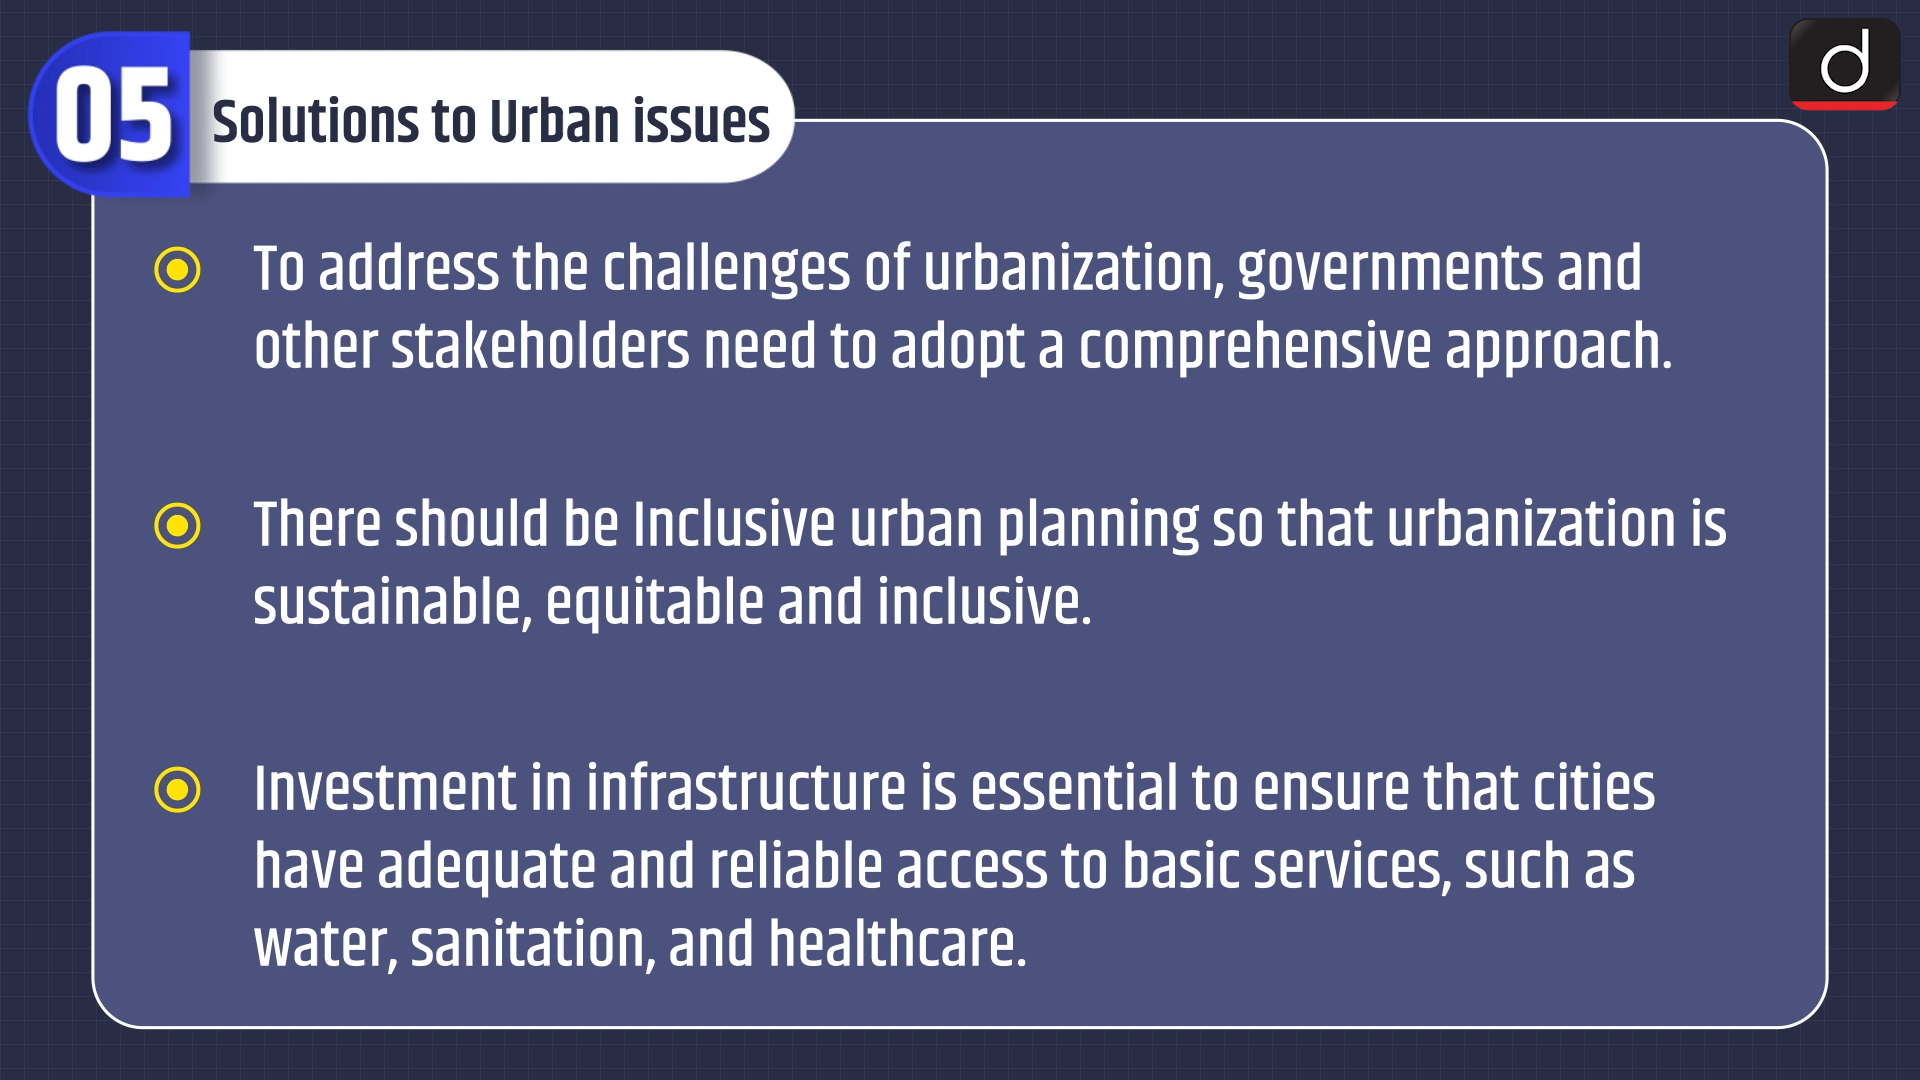 05
Solutions to Urban issues
d
To address the challenges of urbanization, governments and
other stakeholders need to adopt a comprehensive approach.
There should be Inclusive urban planning so that urbanization is
sustainable, equitable and inclusive.
Investment in infrastructure is essential to ensure that cities
have adequate and reliable access to basic services, such as
water, sanitation, and healthcare.